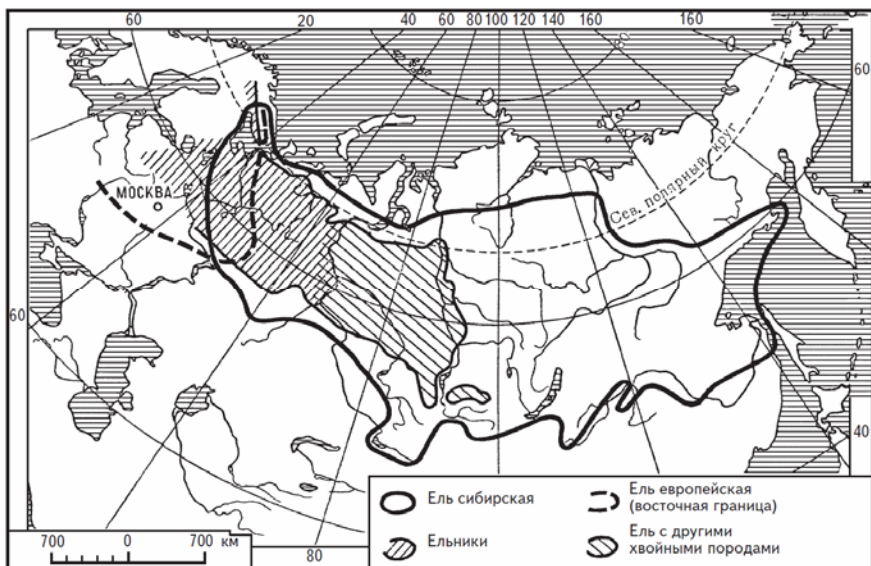 60 20 40 60 80 100 120 140 160 160
80
60
Сев. полярный круг
МОСКВА
60
40
Ель сибирская
Ельники
Ель европейская
(восточная граница)
Ель с другими
хвойными породами
700 0 700 км
80